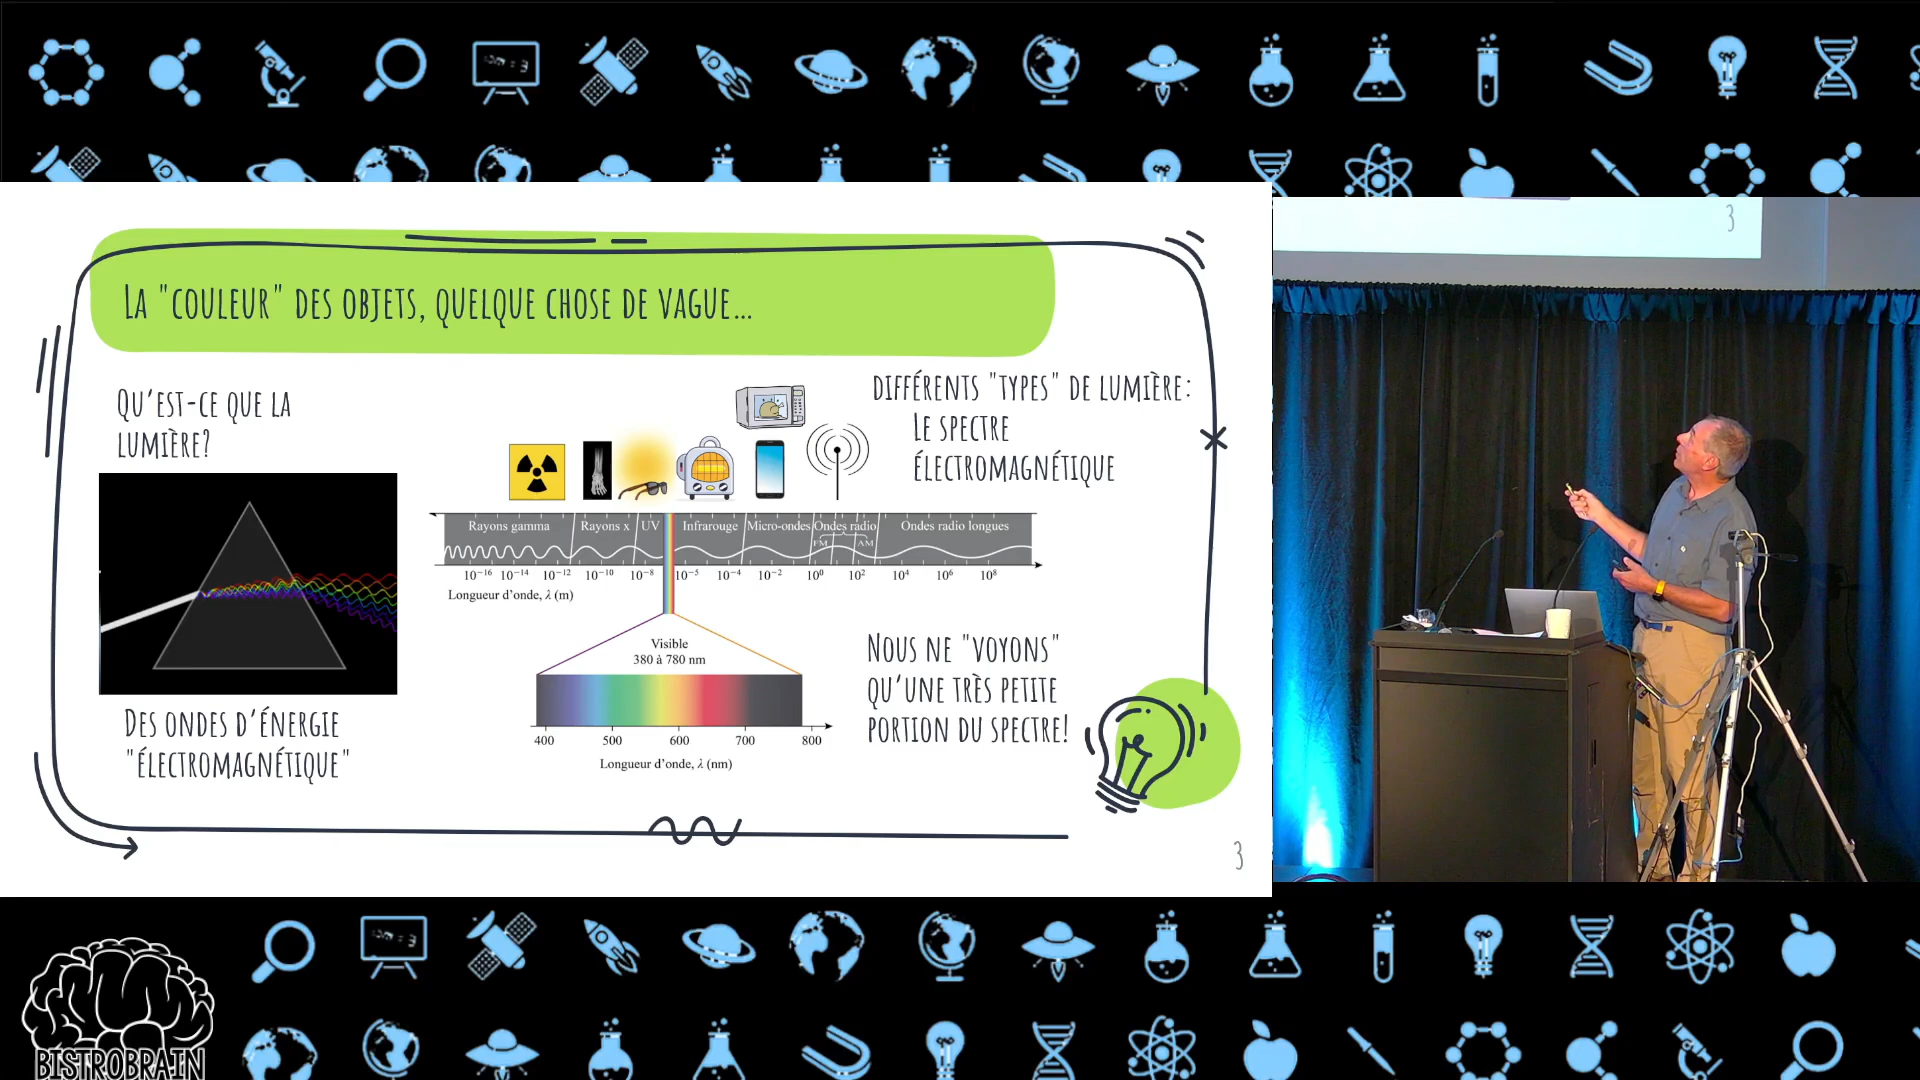 3
La "couleur" des objets, quelque chose de vague...
Qu'est-ce que la
lumière?
Différents "types" de lumière:
Le spectre
électromagnétique
Rayons gamma
Rayons x
UV
Infrarouge
Micro-ondes
Ondes radio
Ondes radio longues
FM
AM
10⁻¹⁶ 10⁻¹⁴ 10⁻¹² 10⁻¹⁰ 10⁻⁸ 10⁻⁵ 10⁻⁴ 10⁻² 10⁰ 10² 10⁴ 10⁶ 10⁸
Longueur d'onde, λ (m)
Visible
380 à 780 nm
400 500 600 700 800
Longueur d'onde, λ (nm)
Nous ne "voyons"
qu'une très petite
portion du spectre!
Des ondes d'énergie
"électromagnétique"
3
BISTROBRAIN